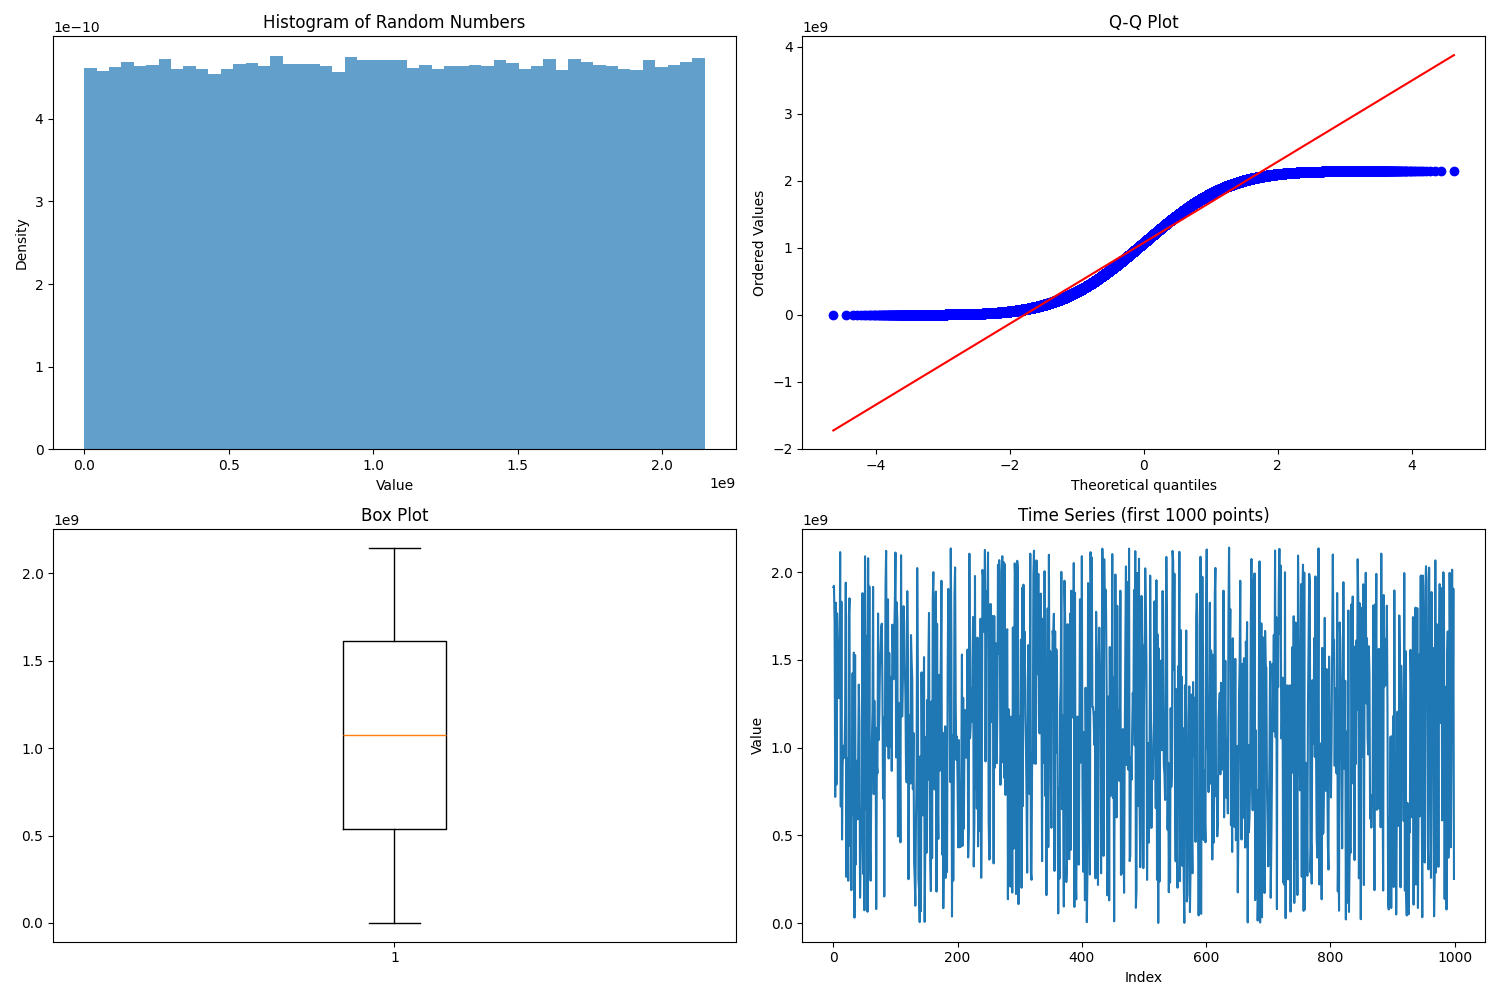 Histogram of Random Numbers
1e−10
Density
4
3
2
1
0
0.0 0.5 1.0 1.5 2.0
Value
1e9
Q-Q Plot
1e9
Ordered Values
4
3
2
1
0
−1
−2
−4 −2 0 2 4
Theoretical quantiles
Box Plot
1e9
2.0
1.5
1.0
0.5
0.0
1
Time Series (first 1000 points)
1e9
Value
2.0
1.5
1.0
0.5
0.0
0 200 400 600 800 1000
Index